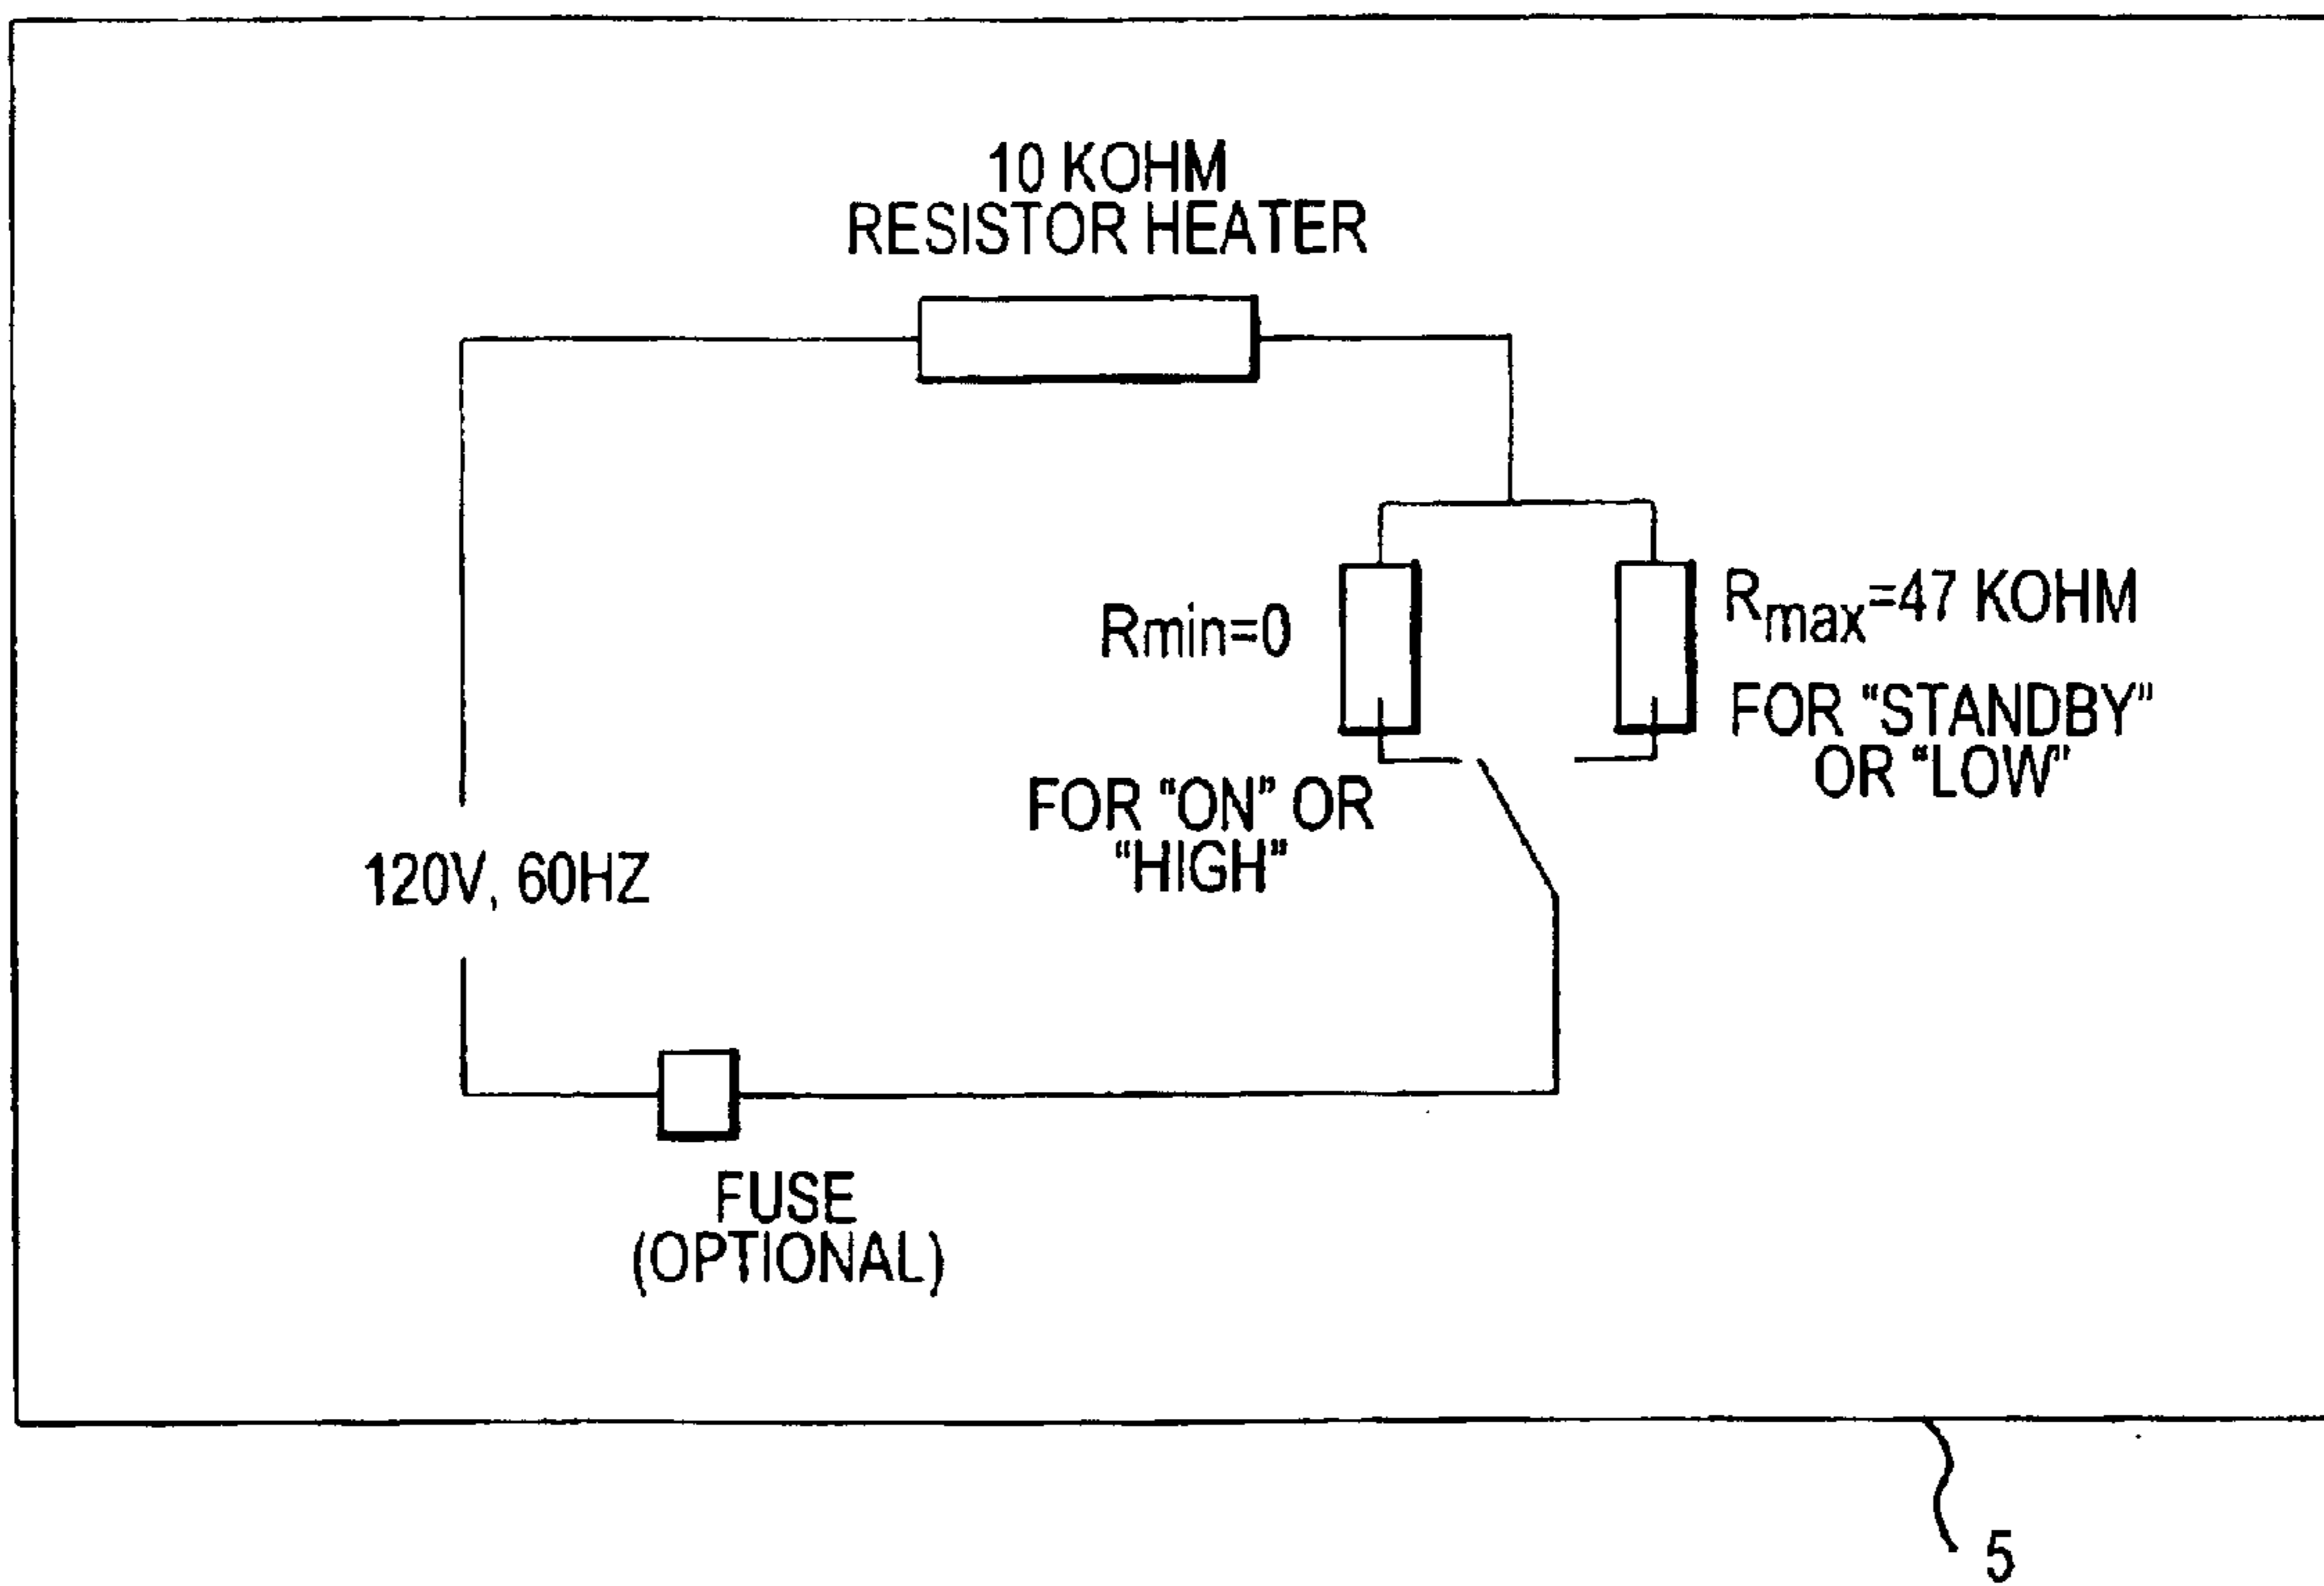 10 KOHM
RESISTOR HEATER
Rmin=0
Rmax=47 KOHM
FOR “STANDBY”
OR “LOW”
FOR “ON” OR
“HIGH”
120V, 60HZ
FUSE
(OPTIONAL)
5